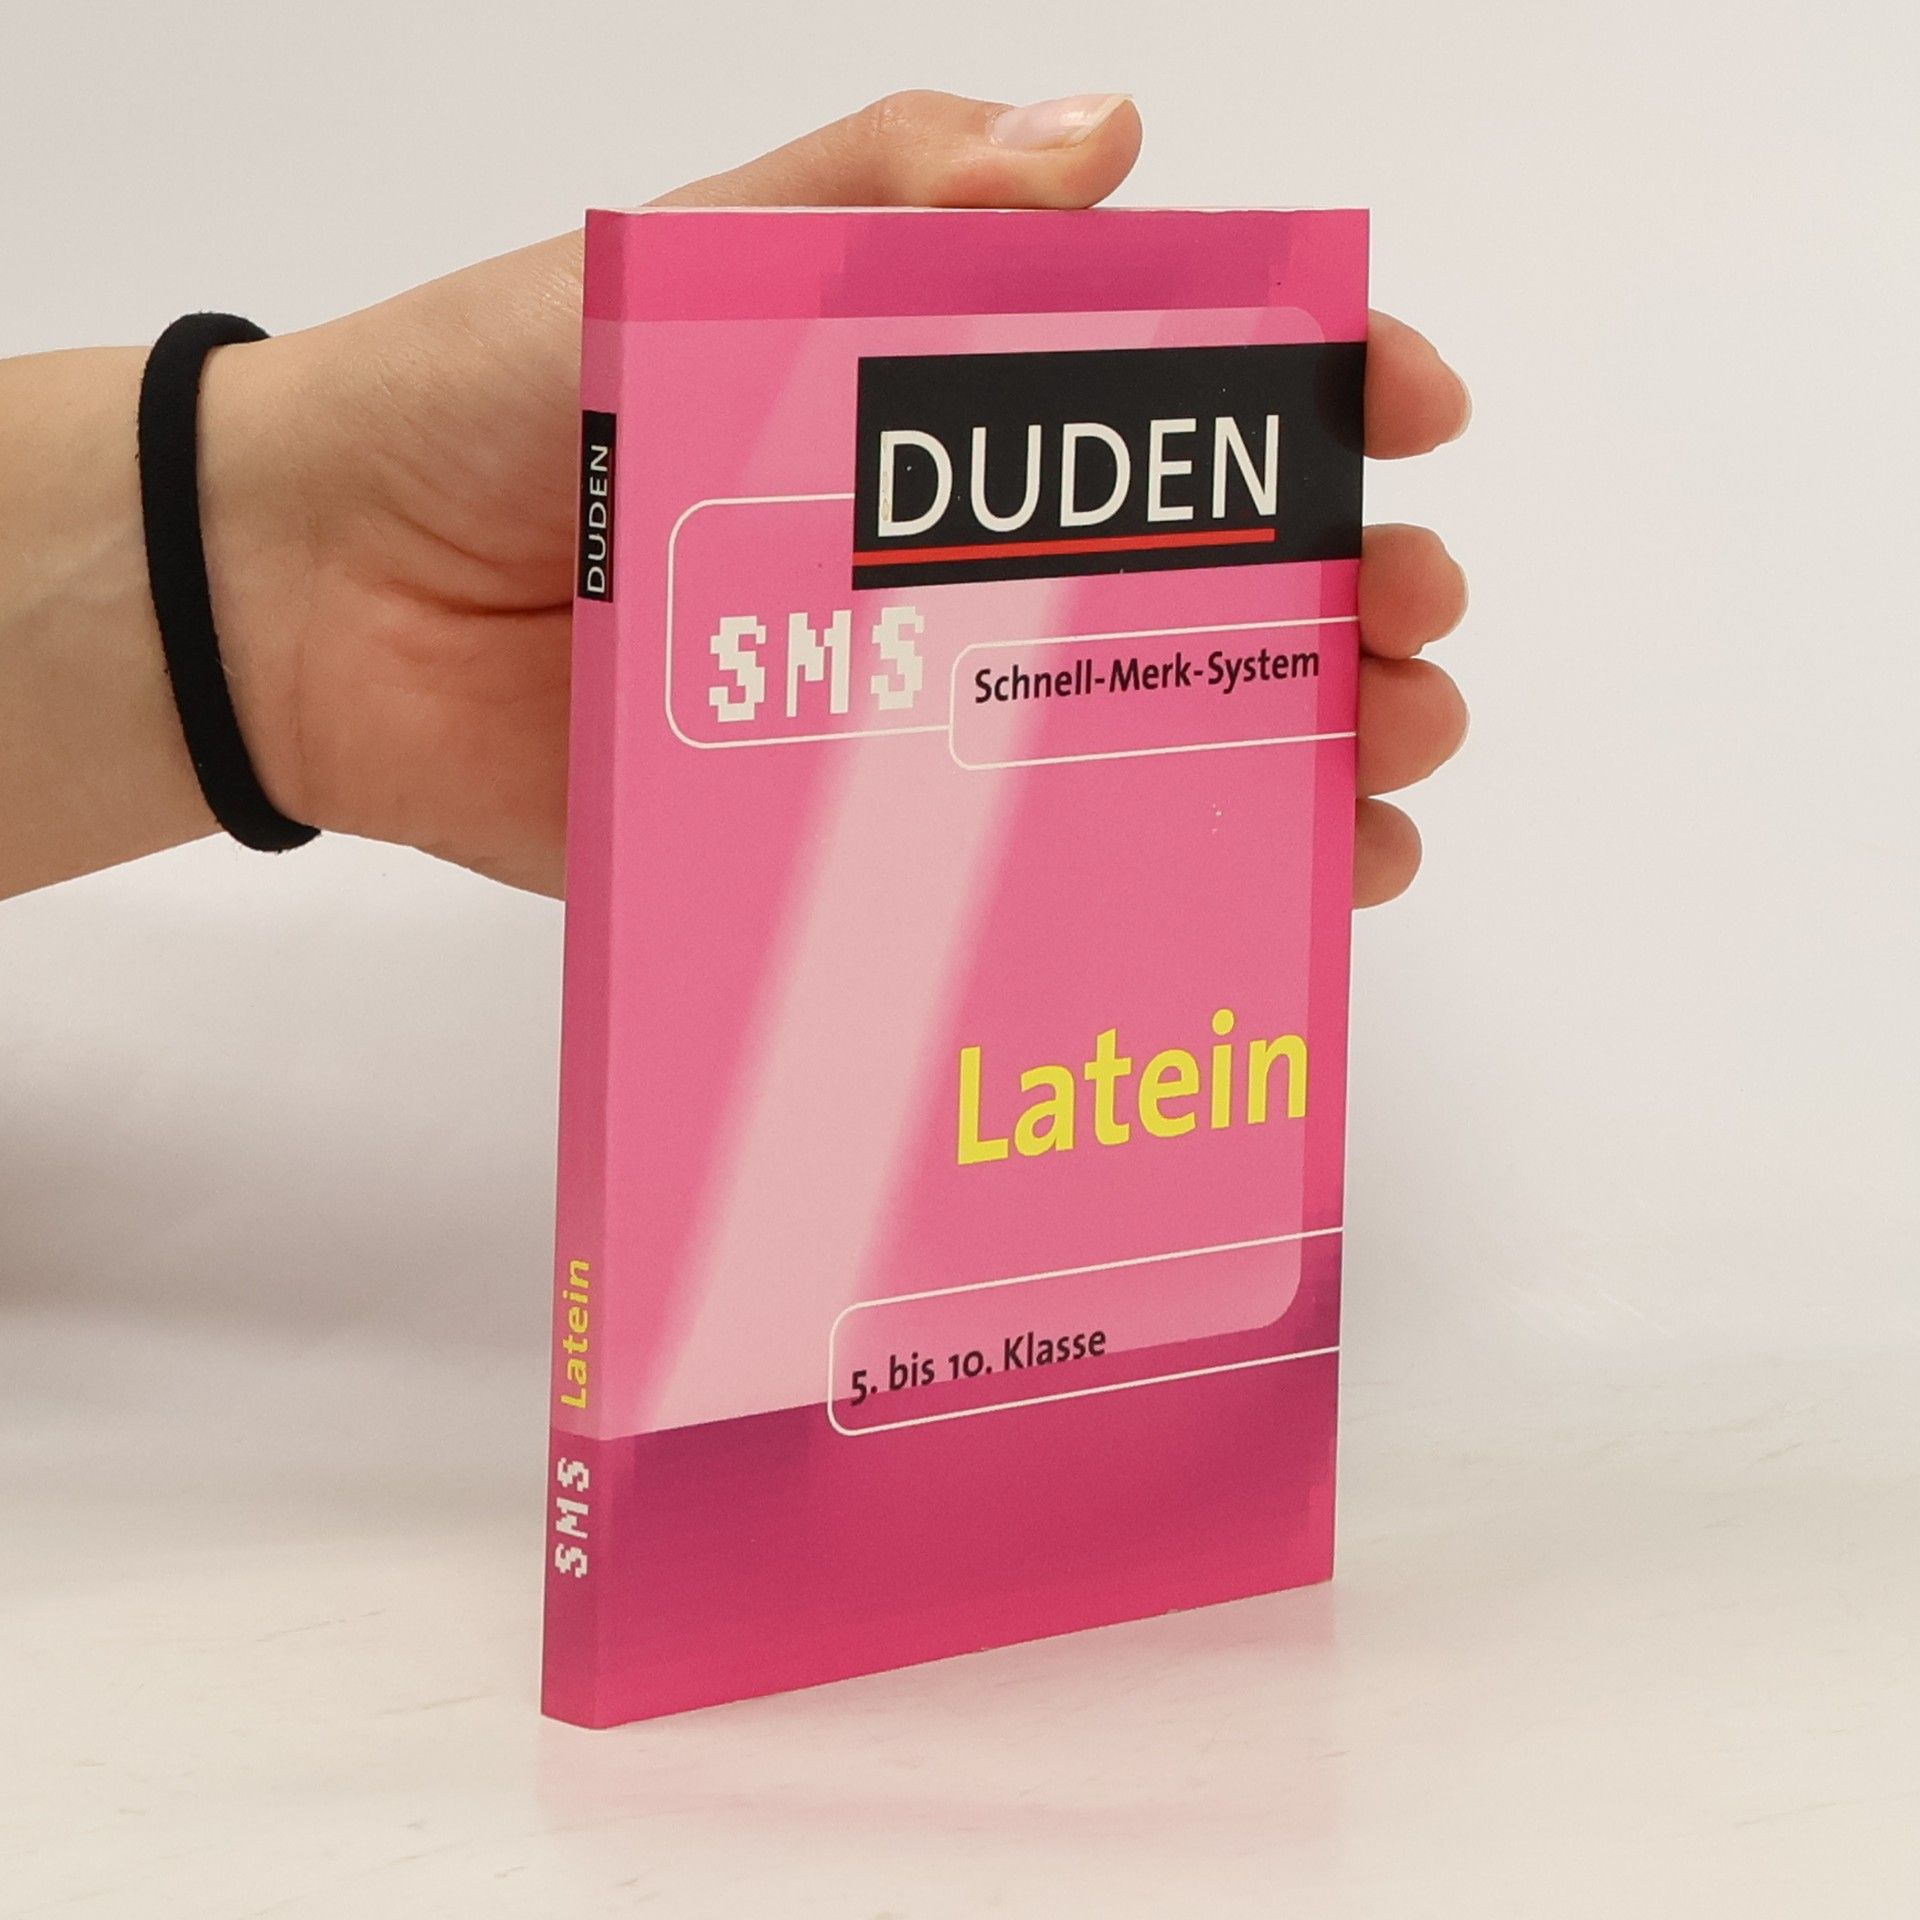 DUDEN
SMS
Schnell-Merk-System
Latein
5. bis 10. Klasse
DUDEN
Latein
SMS